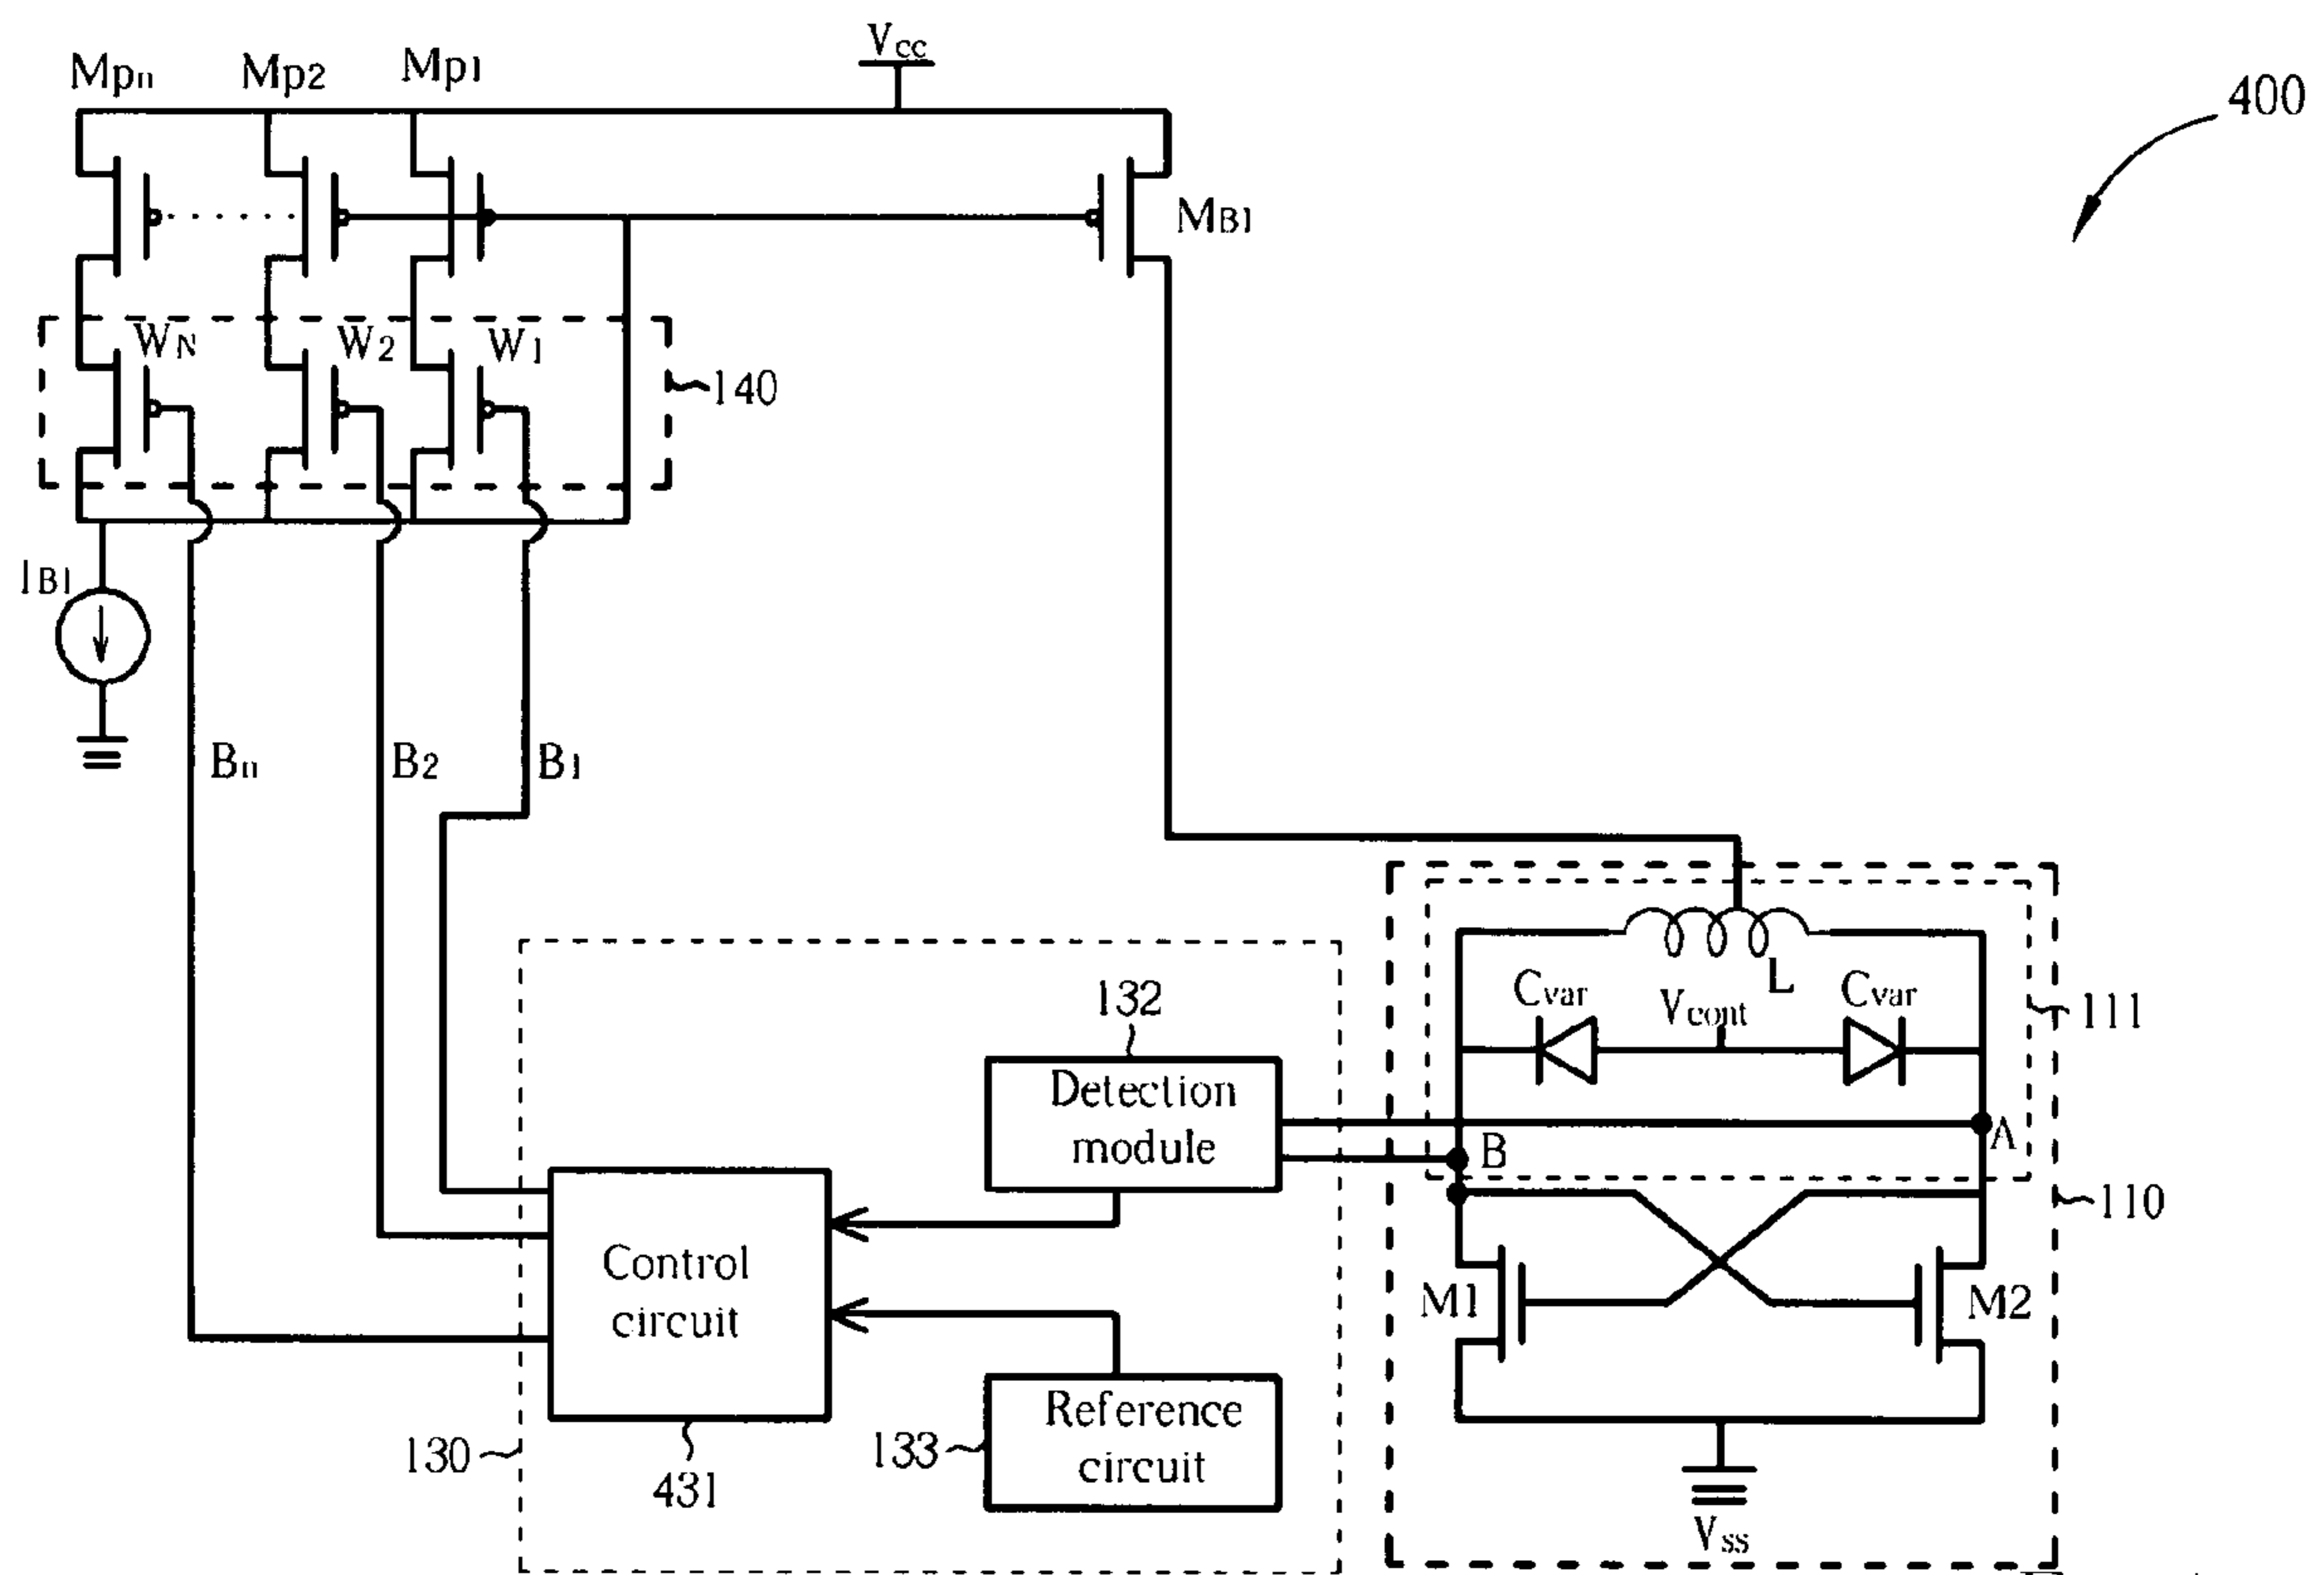 Vcc
Mpn Mp2 Mp1
400
MB1
WN W2 W1
140
IB1
Bn B2 B1
L
Cvar Vcont Cvar
111
132
Detection
module
A
B
110
Control
circuit
M1 M2
Reference
circuit
133
130
431
Vss